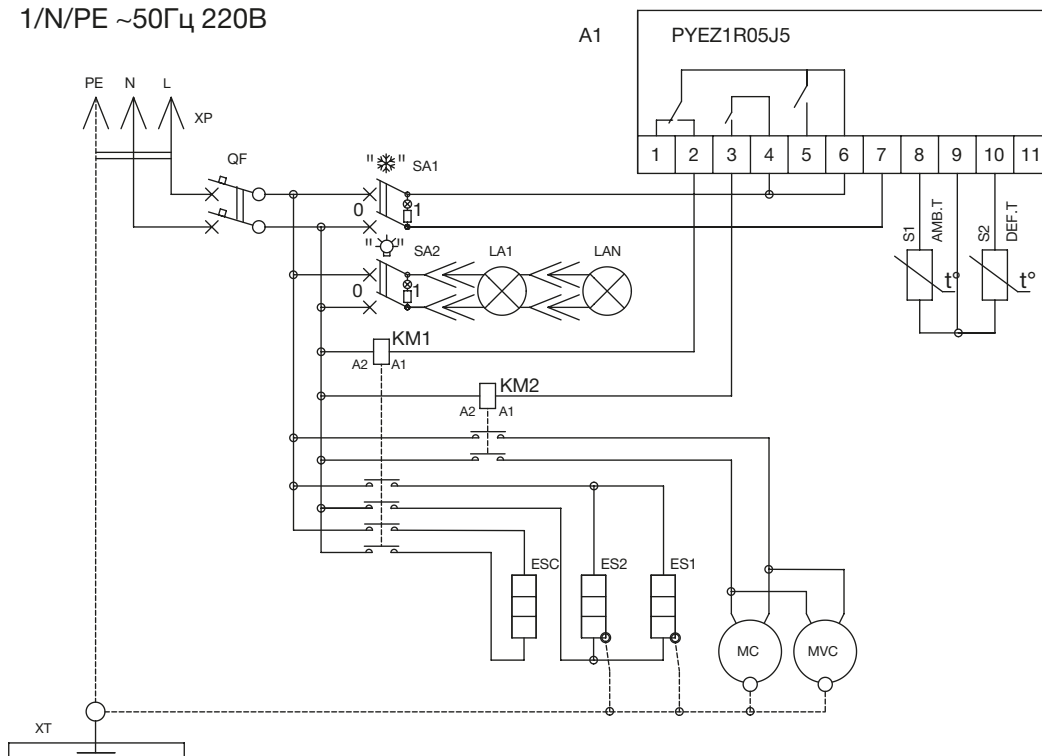 1/N/PE ~50Гц 220В
A1 PYEZ1R05J5
PE N L
XP
1 2 3 4 5 6 7 8 9 10 11
QF
"❄" SA1
0 1
S1 AMB.T
S2 DEF.T
t° t°
" " SA2 LA1 LAN
0 1
KM1
A2 A1
KM2
A2 A1
ESC ES2 ES1
MC MVC
XT